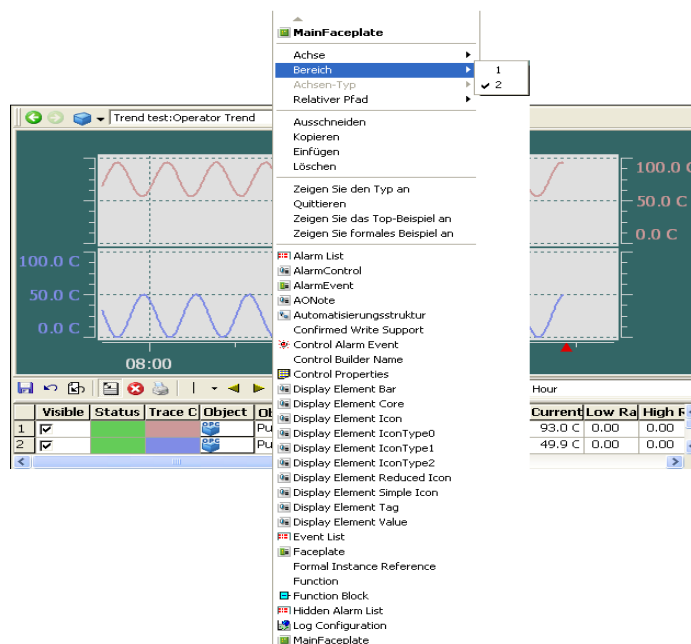 MainFaceplate
Achse
Bereich
1
Achsen-Typ
2
Relativer Pfad
Trend test:Operator Trend
Ausschneiden
Kopieren
Einfügen
Löschen
Zeigen Sie den Typ an
Quittieren
Zeigen Sie das Top-Beispiel an
Zeigen Sie formales Beispiel an
100.0 C
50.0 C
0.0 C
100.0 C
50.0 C
0.0 C
08:00
Alarm List
AlarmControl
AlarmEvent
AONote
Automatisierungsstruktur
Confirmed Write Support
Control Alarm Event
Control Builder Name
Control Properties
Display Element Bar
Display Element Core
Display Element Icon
Display Element IconType0
Display Element IconType1
Display Element IconType2
Display Element Reduced Icon
Display Element Simple Icon
Display Element Tag
Display Element Value
Event List
Faceplate
Formal Instance Reference
Function
Function Block
Hidden Alarm List
Log Configuration
MainFaceplate
Hour
Visible Status Trace C Object Ob Current Low Ra High R
1 OPC Pu 93.0 C 0.00 0.00
2 OPC Pu 49.9 C 0.00 0.00